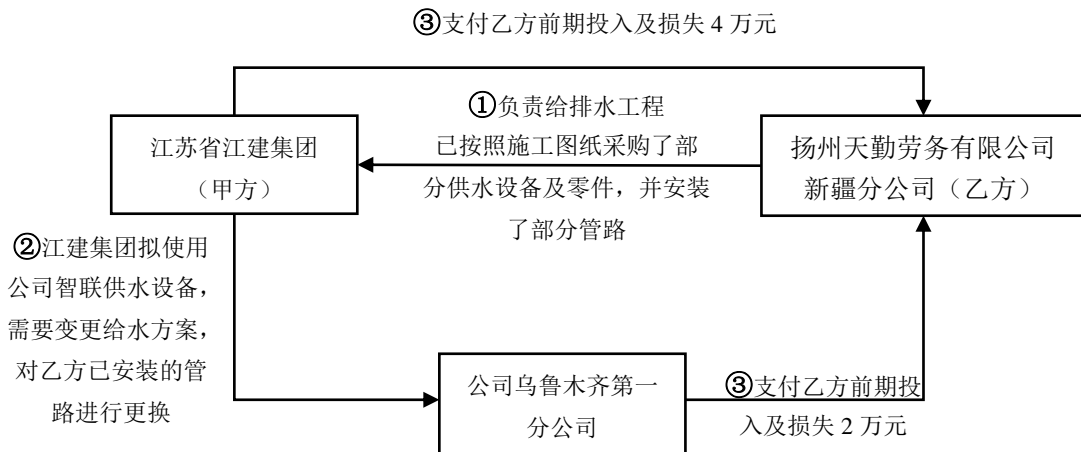 ③支付乙方前期投入及损失 4 万元
①负责给排水工程
已按照施工图纸采购了部
分供水设备及零件，并安装
了部分管路
江苏省江建集团
（甲方）
扬州天勤劳务有限公司
新疆分公司（乙方）
②江建集团拟使用
公司智联供水设备，
需要变更给水方案，
对乙方已安装的管
路进行更换
公司乌鲁木齐第一
分公司
③支付乙方前期投
入及损失 2 万元